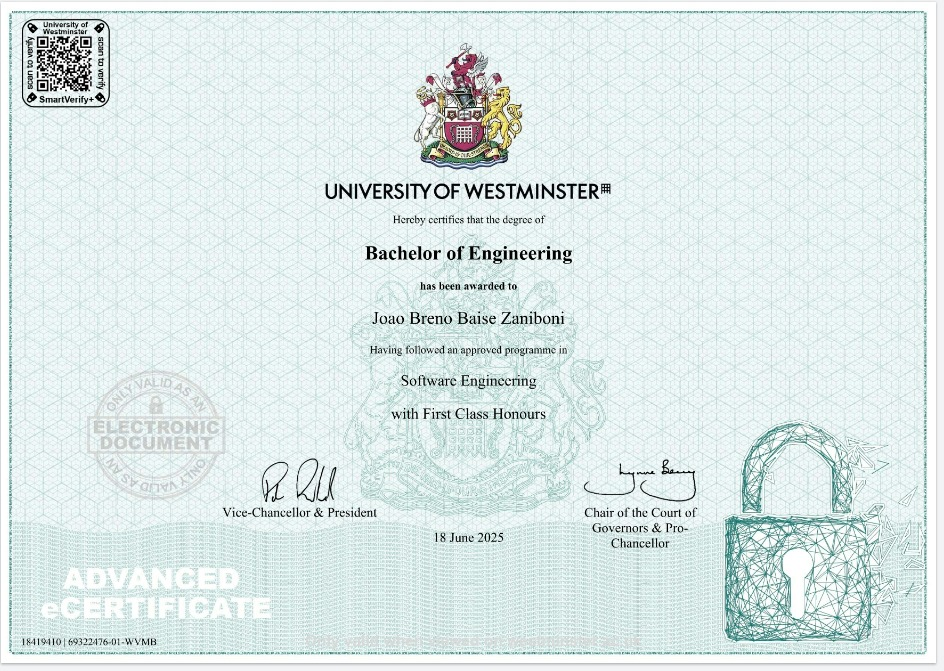 University of
Westminster
scan to verify
scan to verify
SmartVerify+
UNIVERSITY OF WESTMINSTER
Hereby certifies that the degree of
Bachelor of Engineering
has been awarded to
Joao Breno Baise Zaniboni
Having followed an approved programme in
Software Engineering
with First Class Honours
ONLY VALID AS AN
ELECTRONIC
DOCUMENT
ONLY VALID AS AN
Lynne Berry
Vice-Chancellor & President
Chair of the Court of
Governors & Pro-
Chancellor
18 June 2025
ADVANCED
eCERTIFICATE
18419410 | 69322476-01-WVMB